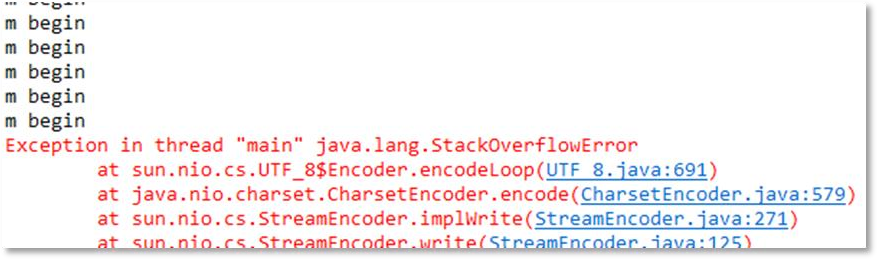 m begin
m begin
m begin
m begin
m begin
m begin
Exception in thread "main" java.lang.StackOverflowError
at sun.nio.cs.UTF_8$Encoder.encodeLoop(UTF_8.java:691)
at java.nio.charset.CharsetEncoder.encode(CharsetEncoder.java:579)
at sun.nio.cs.StreamEncoder.implWrite(StreamEncoder.java:271)
at sun.nio.cs.StreamEncoder.write(StreamEncoder.java:125)